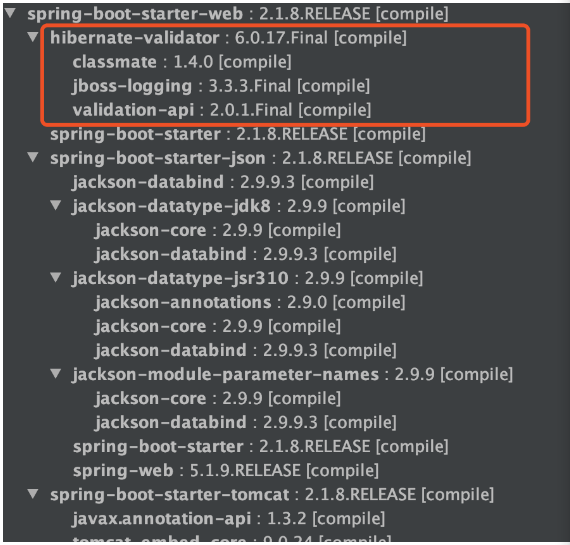 spring-boot-starter-web : 2.1.8.RELEASE [compile]
hibernate-validator : 6.0.17.Final [compile]
classmate : 1.4.0 [compile]
jboss-logging : 3.3.3.Final [compile]
validation-api : 2.0.1.Final [compile]
spring-boot-starter : 2.1.8.RELEASE [compile]
spring-boot-starter-json : 2.1.8.RELEASE [compile]
jackson-databind : 2.9.9.3 [compile]
jackson-datatype-jdk8 : 2.9.9 [compile]
jackson-core : 2.9.9 [compile]
jackson-databind : 2.9.9.3 [compile]
jackson-datatype-jsr310 : 2.9.9 [compile]
jackson-annotations : 2.9.0 [compile]
jackson-core : 2.9.9 [compile]
jackson-databind : 2.9.9.3 [compile]
jackson-module-parameter-names : 2.9.9 [compile]
jackson-core : 2.9.9 [compile]
jackson-databind : 2.9.9.3 [compile]
spring-boot-starter : 2.1.8.RELEASE [compile]
spring-web : 5.1.9.RELEASE [compile]
spring-boot-starter-tomcat : 2.1.8.RELEASE [compile]
javax.annotation-api : 1.3.2 [compile]